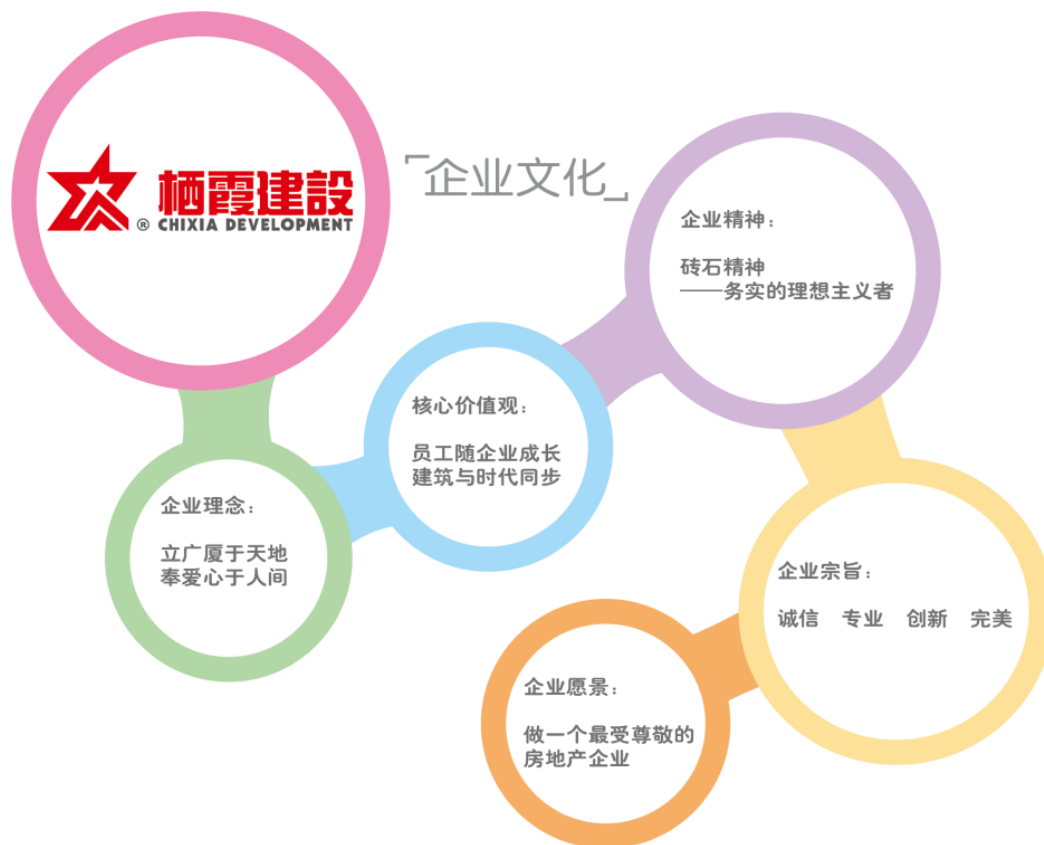 栖霞建設
® CHIXIA DEVELOPMENT
「企业文化」
企业精神：
砖石精神
——务实的理想主义者
核心价值观：
员工随企业成长
建筑与时代同步
企业理念：
立广厦于天地
奉爱心于人间
企业宗旨：
诚信 专业 创新 完美
企业愿景：
做一个最受尊敬的
房地产企业